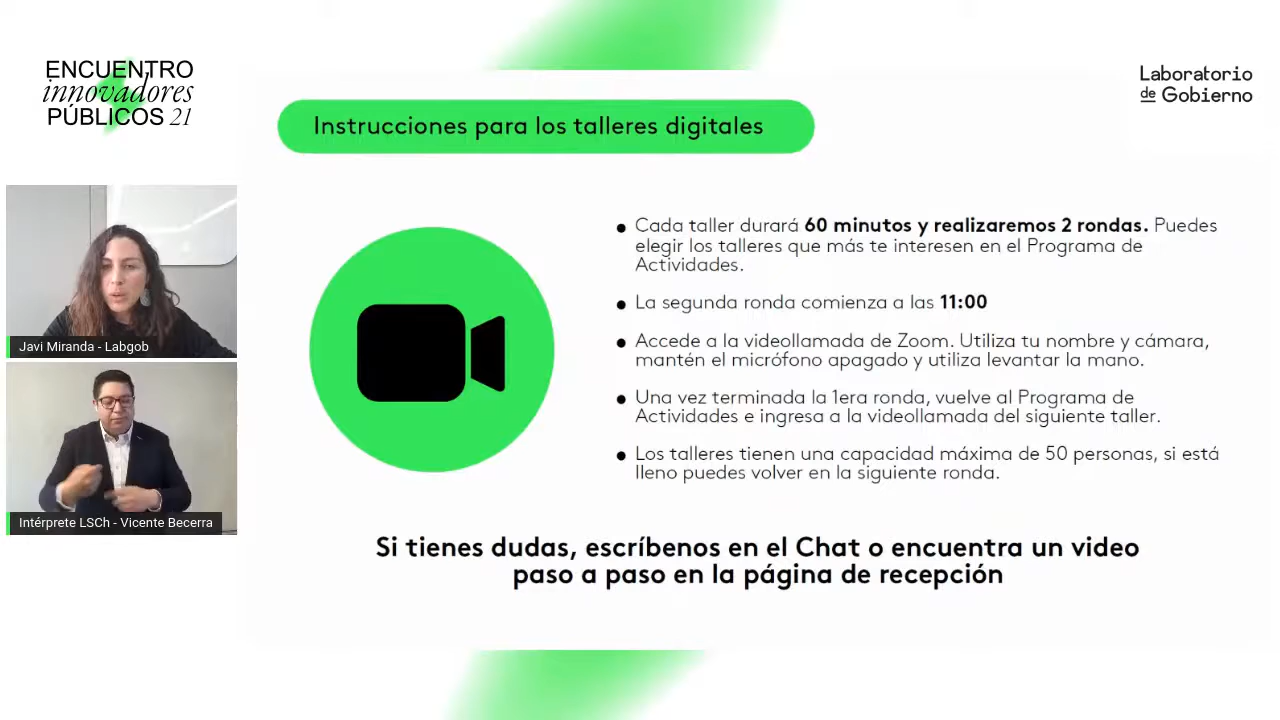 ENCUENTRO
innovadores
PÚBLICOS 21
Laboratorio
de Gobierno
Instrucciones para los talleres digitales
Javi Miranda - Labgob
Intérprete LSCh - Vicente Becerra
● Cada taller durará 60 minutos y realizaremos 2 rondas. Puedes
elegir los talleres que más te interesen en el Programa de
Actividades.
● La segunda ronda comienza a las 11:00
● Accede a la videollamada de Zoom. Utiliza tu nombre y cámara,
mantén el micrófono apagado y utiliza levantar la mano.
● Una vez terminada la 1era ronda, vuelve al Programa de
Actividades e ingresa a la videollamada del siguiente taller.
● Los talleres tienen una capacidad máxima de 50 personas, si está
lleno puedes volver en la siguiente ronda.
Si tienes dudas, escríbenos en el Chat o encuentra un video
paso a paso en la página de recepción